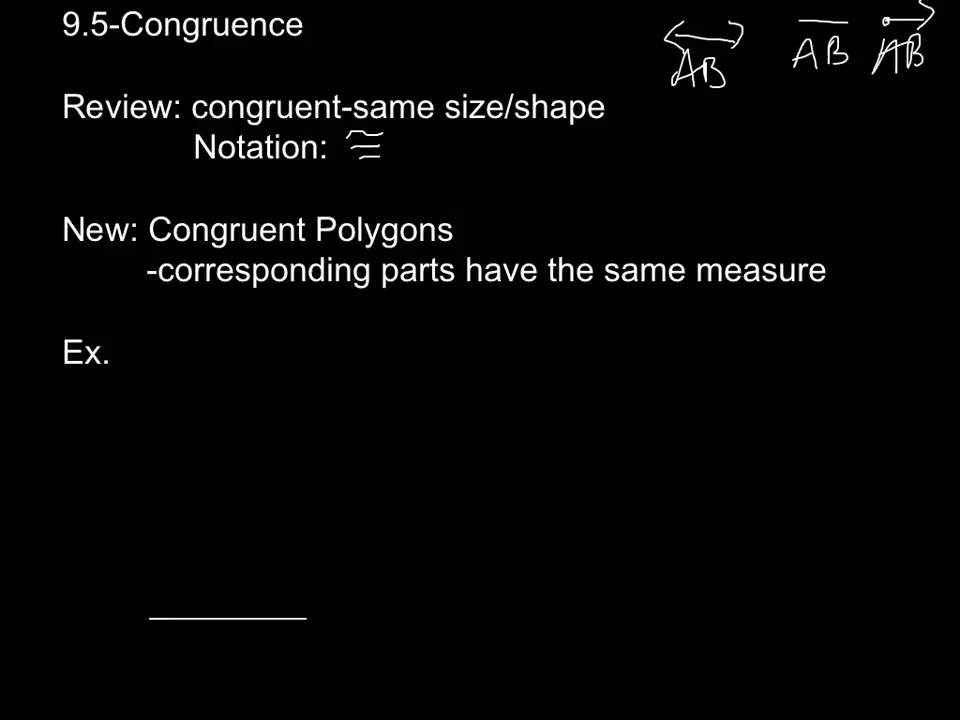 9.5-Congruence
AB AB AB
Review: congruent-same size/shape
Notation: ≅
New: Congruent Polygons
-corresponding parts have the same measure
Ex.